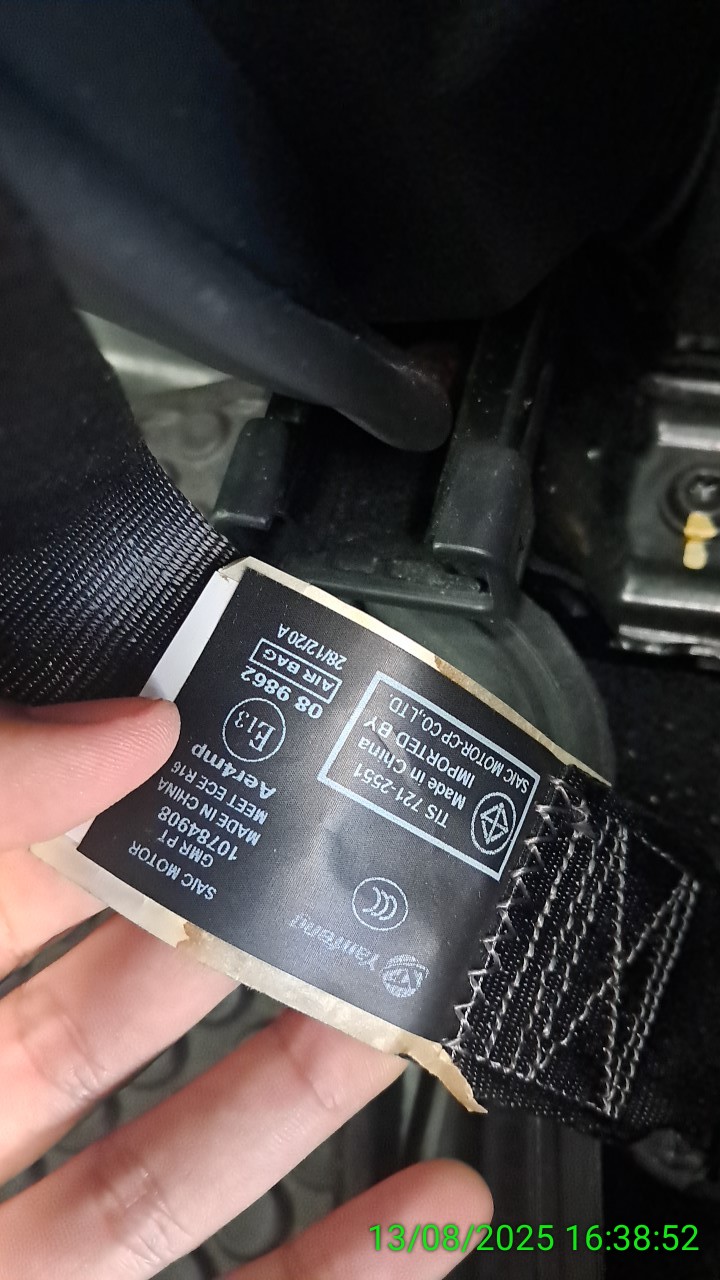 Yanfeng
SAIC MOTOR
GMR PT
10784908
MADE IN CHINA
MEET ECE R16
Aer4mp
E13
08 9862
AIR BAG
28/12/20 A
CCC
TIS 721-2551
Made in China
IMPORTED BY
SAIC MOTOR-CP CO.,LTD.
13/08/2025 16:38:52